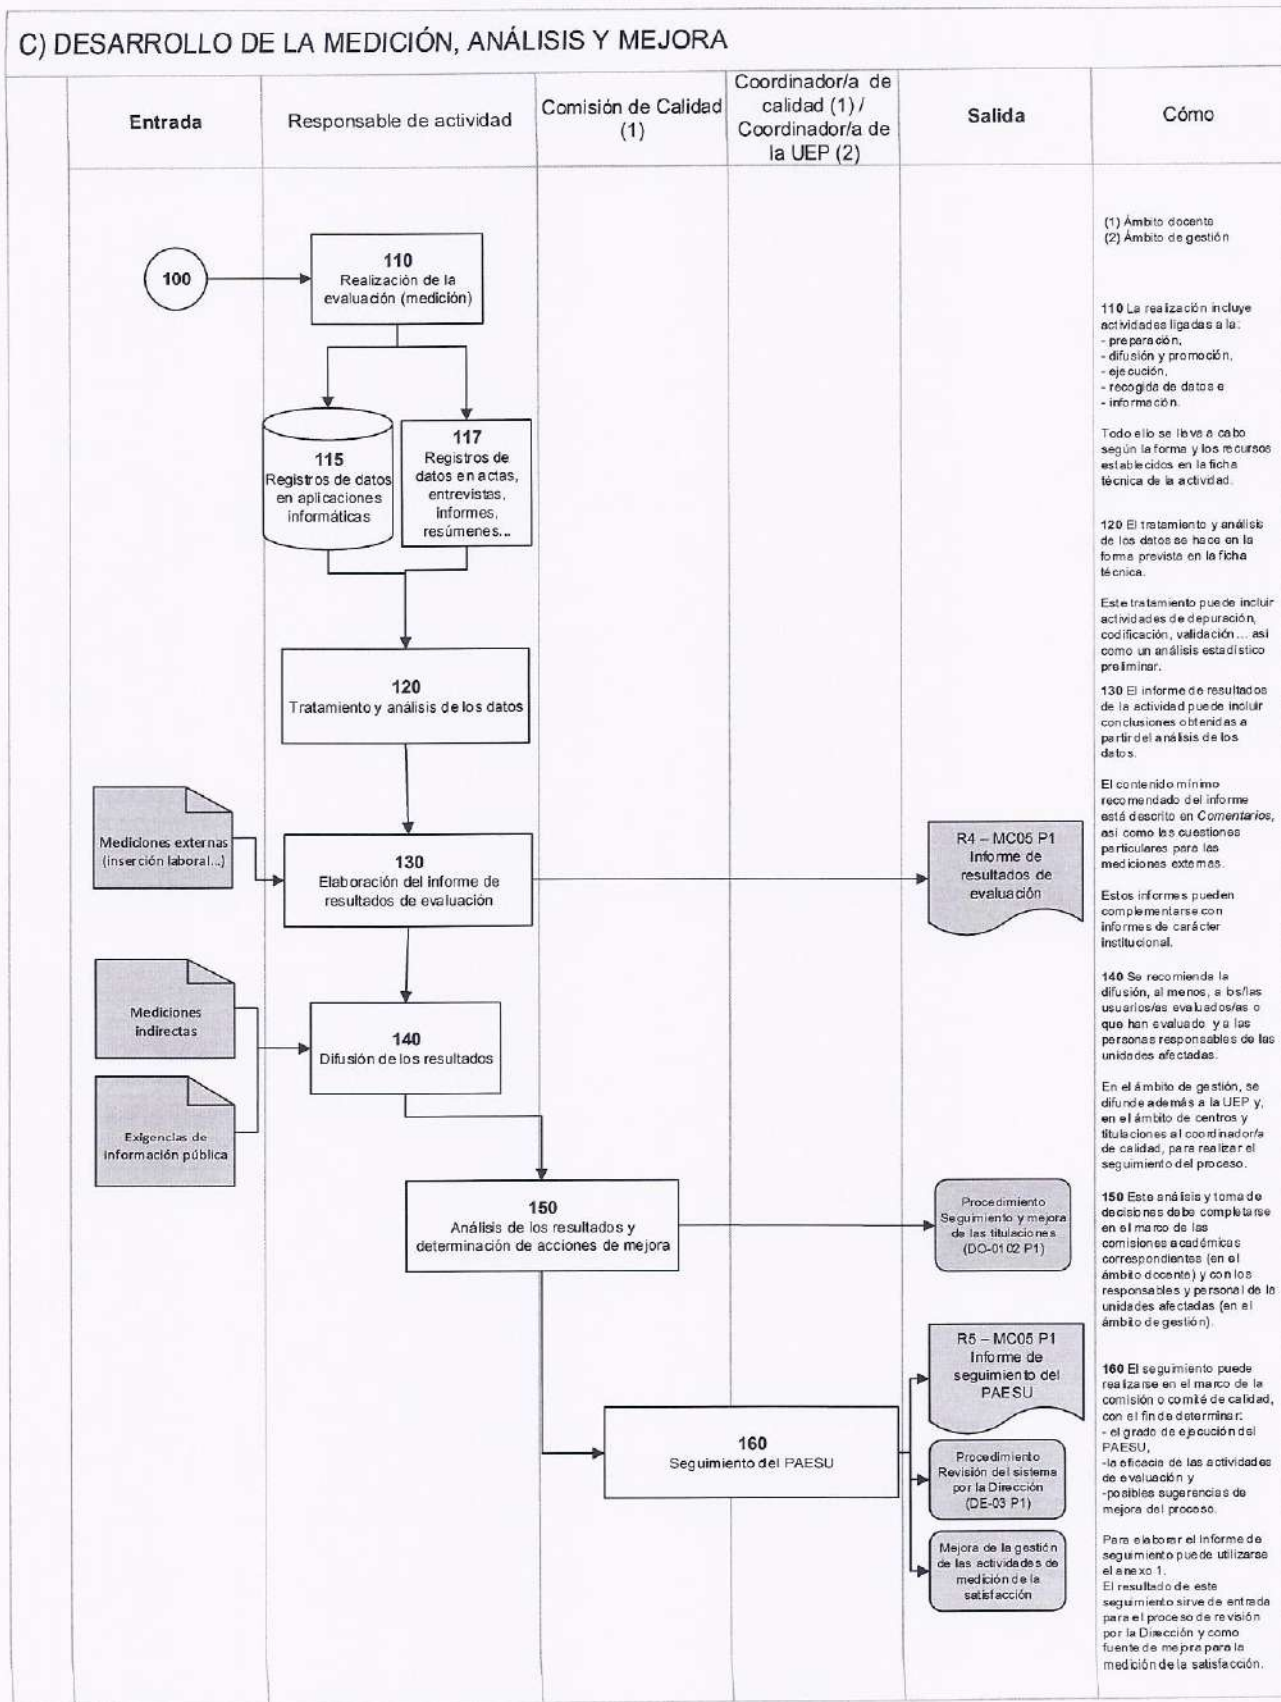 C) DESARROLLO DE LA MEDICIÓN, ANÁLISIS Y MEJORA
Entrada
Responsable de actividad
Comisión de Calidad
(1)
Coordinador/a de
calidad (1) /
Coordinador/a de
la UEP (2)
Salida
Cómo
100
110
Realización de la
evaluación (medición)
115
Registros de datos
en aplicaciones
informáticas
117
Registros de
datos en actas,
entrevistas,
informes,
resúmenes...
120
Tratamiento y análisis de los datos
Mediciones externas
(inserción laboral...)
130
Elaboración del informe de
resultados de evaluación
R4 – MC05 P1
Informe de
resultados de
evaluación
Mediciones
indirectas
Exigencias de
información pública
140
Difusión de los resultados
150
Análisis de los resultados y
determinación de acciones de mejora
Procedimiento
Seguimiento y mejora
de las titulaciones
(DO-0102 P1)
160
Seguimiento del PAESU
R5 – MC05 P1
Informe de
seguimiento del
PAESU
Procedimiento
Revisión del sistema
por la Dirección
(DE-03 P1)
Mejora de la gestión
de las actividades de
medición de la
satisfacción
(1) Ámbito docente
(2) Ámbito de gestión
110 La realización incluye
actividades ligadas a la:
- preparación,
- difusión y promoción,
- ejecución,
- recogida de datos e
- información.
Todo ello se lleva a cabo
según la forma y los recursos
establecidos en la ficha
técnica de la actividad.
120 El tratamiento y análisis
de los datos se hace en la
forma prevista en la ficha
técnica.
Este tratamiento puede incluir
actividades de depuración,
codificación, validación... así
como un análisis estadístico
preliminar.
130 El informe de resultados
de la actividad puede incluir
conclusiones obtenidas a
partir del análisis de los
datos.
El contenido mínimo
recomendado del informe
está descrito en Comentarios,
así como las cuestiones
particulares para las
mediciones externas.
Estos informes pueden
complementarse con
informes de carácter
institucional.
140 Se recomienda la
difusión, al menos, a los/las
usuarios/as evaluados/as o
que han evaluado y a las
personas responsables de las
unidades afectadas.
En el ámbito de gestión, se
difunde además a la UEP y,
en el ámbito de centros y
titulaciones al coordinador/a
de calidad, para realizar el
seguimiento del proceso.
150 Este análisis y toma de
decisiones debe completarse
en el marco de las
comisiones académicas
correspondientes (en el
ámbito docente) y con los
responsables y personal de la
unidades afectadas (en el
ámbito de gestión).
160 El seguimiento puede
realizarse en el marco de la
comisión o comité de calidad,
con el fin de determinar:
- el grado de ejecución del
PAESU,
-la eficacia de las actividades
de evaluación y
-posibles sugerencias de
mejora del proceso.
Para elaborar el Informe de
seguimiento puede utilizarse
el anexo 1.
El resultado de este
seguimiento sirve de entrada
para el proceso de revisión
por la Dirección y como
fuente de mejora para la
medición de la satisfacción.